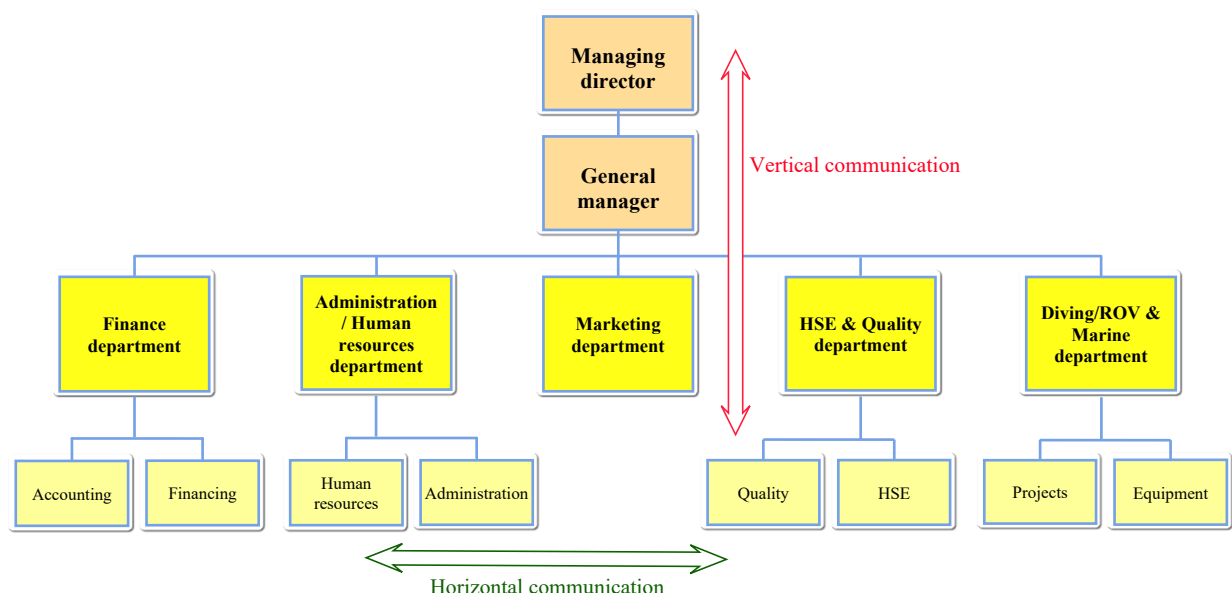 Managing
director
General
manager
Vertical communication
Finance
department
Administration
/ Human
resources
department
Marketing
department
HSE & Quality
department
Diving/ROV &
Marine
department
Accounting
Financing
Human
resources
Administration
Quality
HSE
Projects
Equipment
Horizontal communication